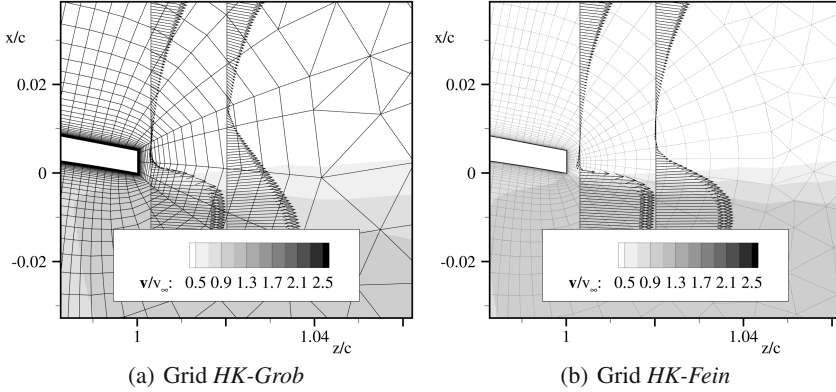 x/c
0.02
0
-0.02
v/v∞: 0.5 0.9 1.3 1.7 2.1 2.5
1 1.04
z/c
(a) Grid HK-Grob
x/c
0.02
0
-0.02
v/v∞: 0.5 0.9 1.3 1.7 2.1 2.5
1 1.04
z/c
(b) Grid HK-Fein